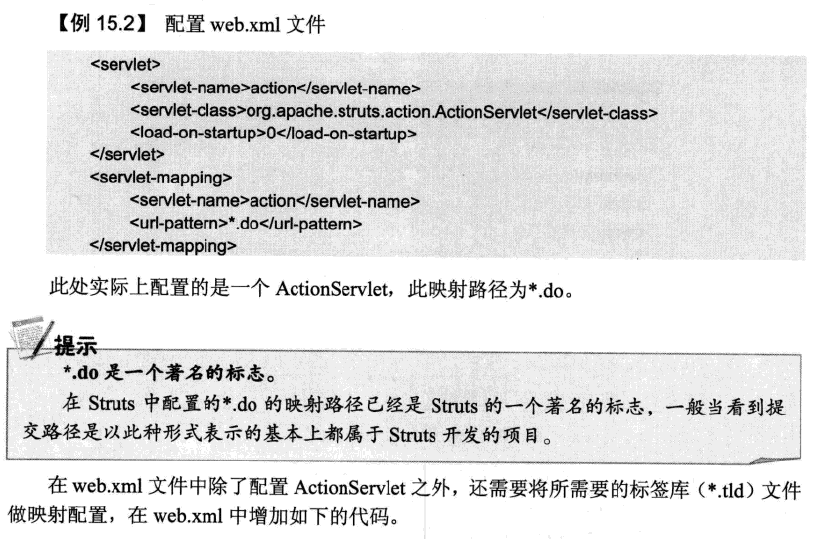 【例 15.2】 配置 web.xml 文件
<servlet>
<servlet-name>action</servlet-name>
<servlet-class>org.apache.struts.action.ActionServlet</servlet-class>
<load-on-startup>0</load-on-startup>
</servlet>
<servlet-mapping>
<servlet-name>action</servlet-name>
<url-pattern>*.do</url-pattern>
</servlet-mapping>
此处实际上配置的是一个 ActionServlet，此映射路径为*.do。
提示
*.do 是一个著名的标志。
在 Struts 中配置的*.do 的映射路径已经是 Struts 的一个著名的标志，一般当看到提
交路径是以此种形式表示的基本上都属于 Struts 开发的项目。
在 web.xml 文件中除了配置 ActionServlet 之外，还需要将所需要的标签库（*.tld）文件
做映射配置，在 web.xml 中增加如下的代码。